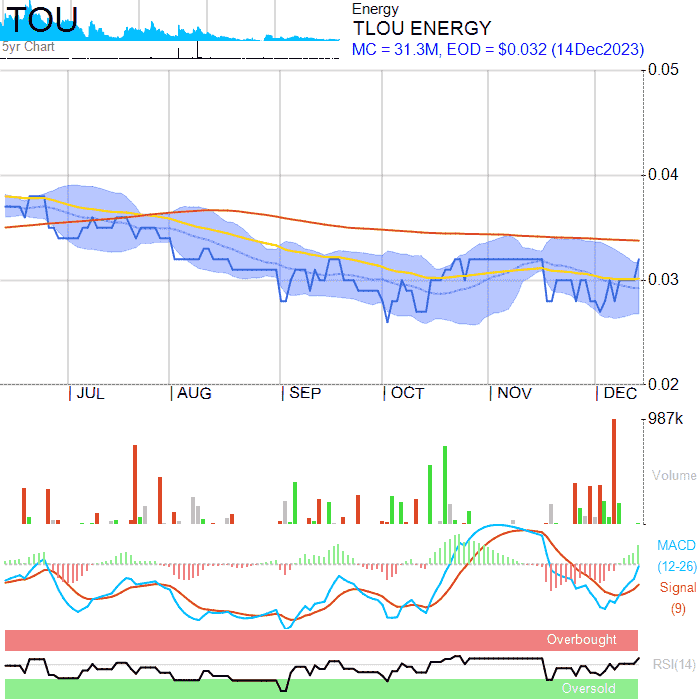 TOU
5yr Chart
Energy
TLOU ENERGY
MC = 31.3M, EOD = $0.032 (14Dec2023)
0.05
0.04
0.03
0.02
JUL AUG SEP OCT NOV DEC
987k
Volume
MACD
(12-26)
Signal
(9)
Overbought
RSI(14)
Oversold